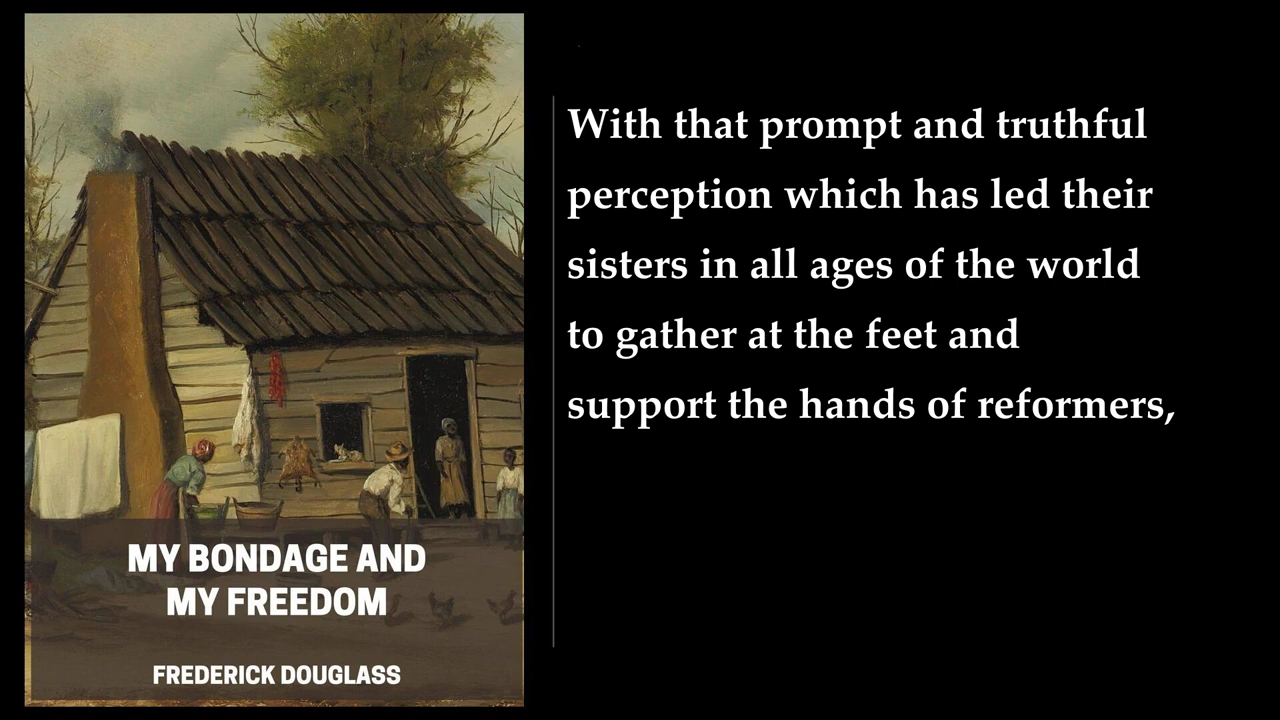 MY BONDAGE AND
MY FREEDOM
FREDERICK DOUGLASS
With that prompt and truthful
perception which has led their
sisters in all ages of the world
to gather at the feet and
support the hands of reformers,